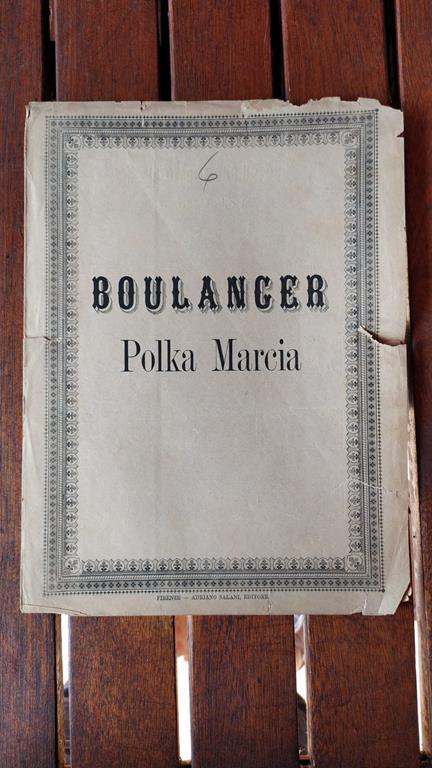 6
BOULANGER
Polka Marcia
FIRENZE — ADRIANO SALANI, EDITORE